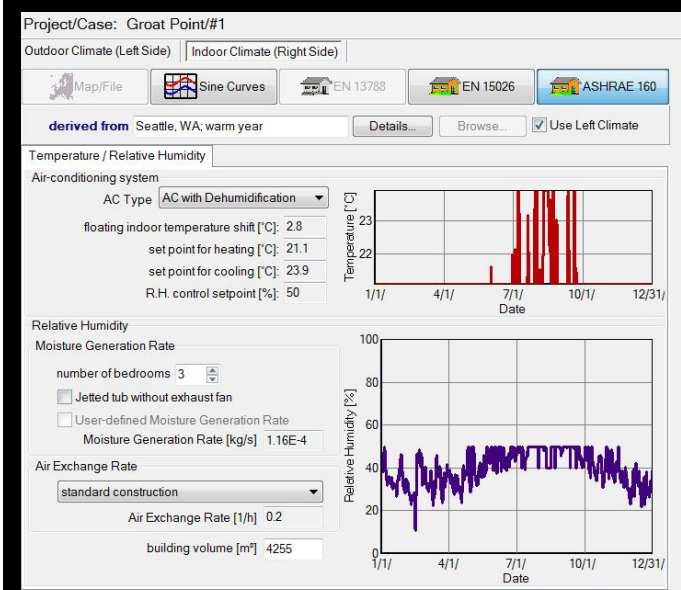 Project/Case: Groat Point/#1
Outdoor Climate (Left Side) Indoor Climate (Right Side)
Map/File Sine Curves EN 13788 EN 15026 ASHRAE 160
derived from Seattle, WA; warm year Details... Browse... Use Left Climate
Temperature / Relative Humidity
Air-conditioning system
AC Type AC with Dehumidification
floating indoor temperature shift [°C]: 2.8
set point for heating [°C]: 21.1
set point for cooling [°C]: 23.9
R.H. control setpoint [%]: 50
Temperature [°C]
23
22
1/1/ 4/1/ 7/1/ 10/1/ 12/31/
Date
Relative Humidity
Moisture Generation Rate
number of bedrooms 3
Jetted tub without exhaust fan
User-defined Moisture Generation Rate
Moisture Generation Rate [kg/s] 1.16E-4
Air Exchange Rate
standard construction
Air Exchange Rate [1/h] 0.2
building volume [m³] 4255
Relative Humidity [%]
100
80
60
40
20
0
1/1/ 4/1/ 7/1/ 10/1/ 12/31/
Date